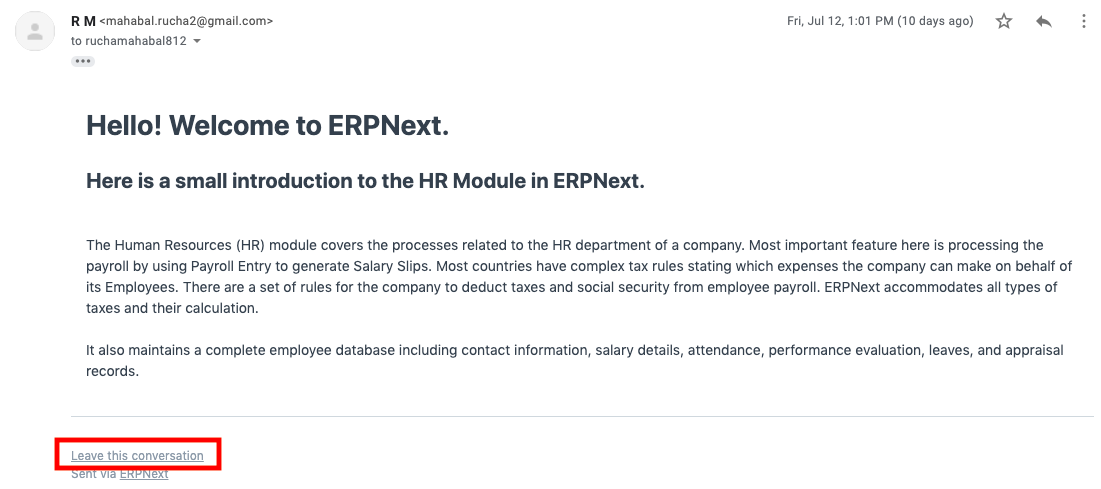 R M <mahabal.rucha2@gmail.com>
Fri, Jul 12, 1:01 PM (10 days ago)
to ruchamahabal812
Hello! Welcome to ERPNext.
Here is a small introduction to the HR Module in ERPNext.
The Human Resources (HR) module covers the processes related to the HR department of a company. Most important feature here is processing the
payroll by using Payroll Entry to generate Salary Slips. Most countries have complex tax rules stating which expenses the company can make on behalf of
its Employees. There are a set of rules for the company to deduct taxes and social security from employee payroll. ERPNext accommodates all types of
taxes and their calculation.
It also maintains a complete employee database including contact information, salary details, attendance, performance evaluation, leaves, and appraisal
records.
Leave this conversation
Sent via ERPNext